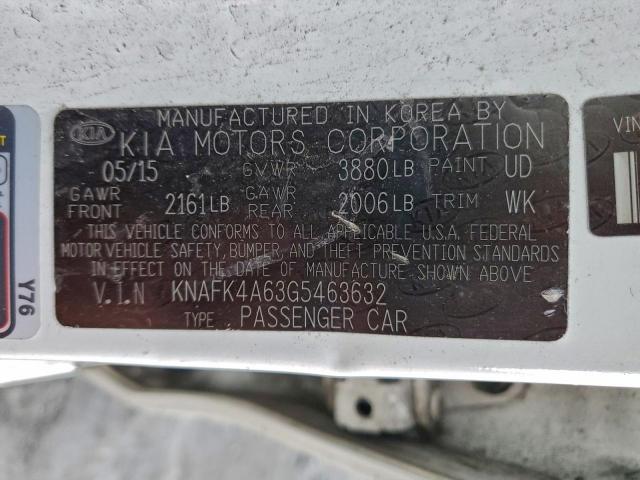 MANUFACTURED IN KOREA BY
KIA KIA MOTORS CORPORATION
05/15 GVWR 3880LB PAINT UD
GAWR FRONT 2161LB GAWR REAR 2006LB TRIM WK
THIS VEHICLE CONFORMS TO ALL APPLICABLE U.S.A. FEDERAL
MOTOR VEHICLE SAFETY, BUMPER, AND THEFT PREVENTION STANDARDS
IN EFFECT ON THE DATE OF MANUFACTURE SHOWN ABOVE
V.I.N KNAFK4A63G5463632
TYPE PASSENGER CAR
Y76
VIN